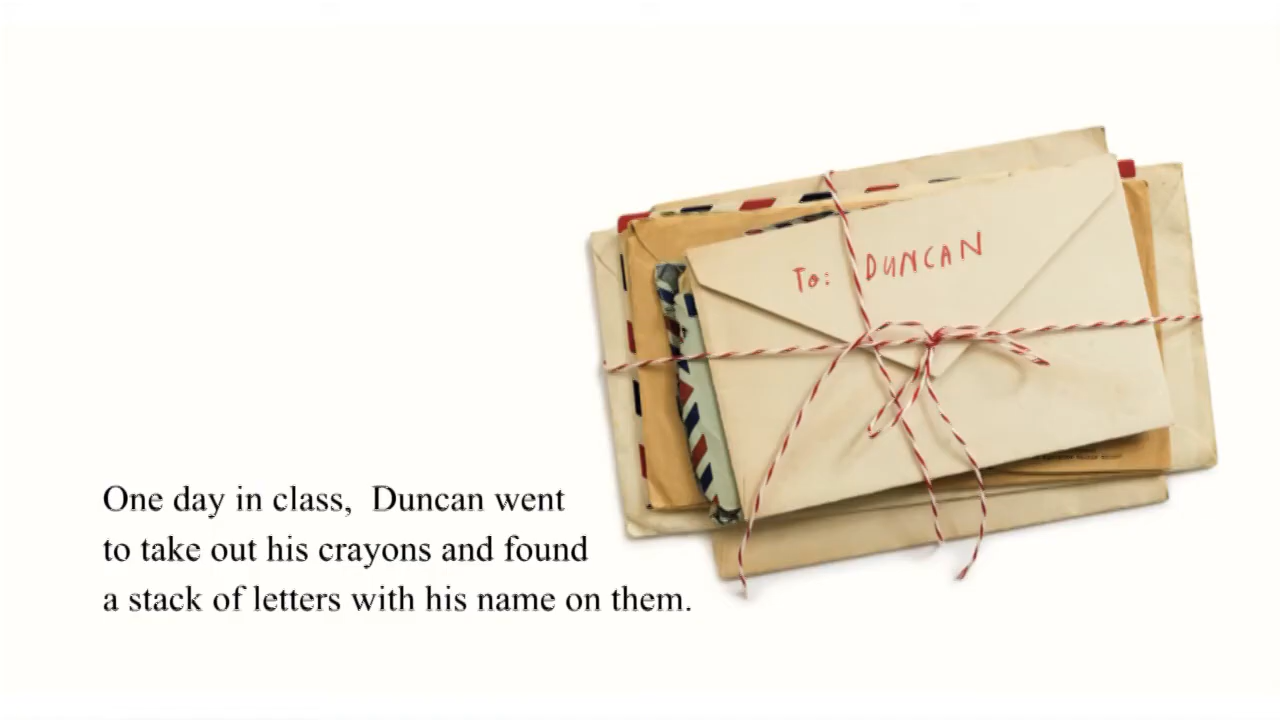 To: DUNCAN
One day in class,  Duncan went
to take out his crayons and found
a stack of letters with his name on them.